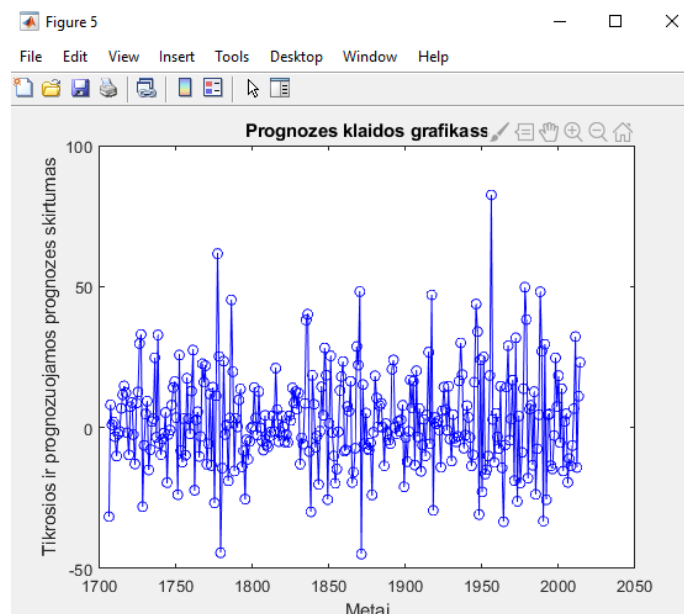 Figure 5
File Edit View Insert Tools Desktop Window Help
Prognozes klaidos grafikass
Tikrosios ir prognozuojamos prognozes skirtumas
100
50
0
-50
1700 1750 1800 1850 1900 1950 2000 2050
Metai